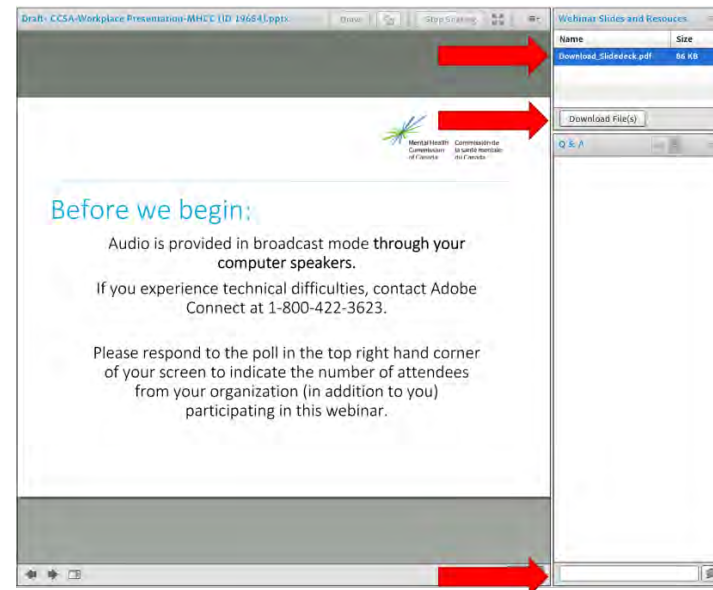 Draft- CCSA-Workplace Presentation-MHCC (ID 19654).pptx
Draw
Stop Sharing
Webinar Slides and Resouces
Name Size
Download_Slidedeck.pdf 86 KB
Download File(s)
Q & A
Mental Health Commission de
Commission la santé mentale
of Canada du Canada
Before we begin:
Audio is provided in broadcast mode through your
computer speakers.
If you experience technical difficulties, contact Adobe
Connect at 1-800-422-3623.
Please respond to the poll in the top right hand corner
of your screen to indicate the number of attendees
from your organization (in addition to you)
participating in this webinar.